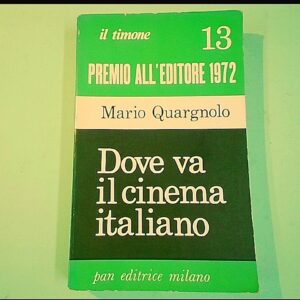 il timone 13
PREMIO ALL'EDITORE 1972
Mario Quargnolo
Dove va
il cinema
italiano
pan editrice milano